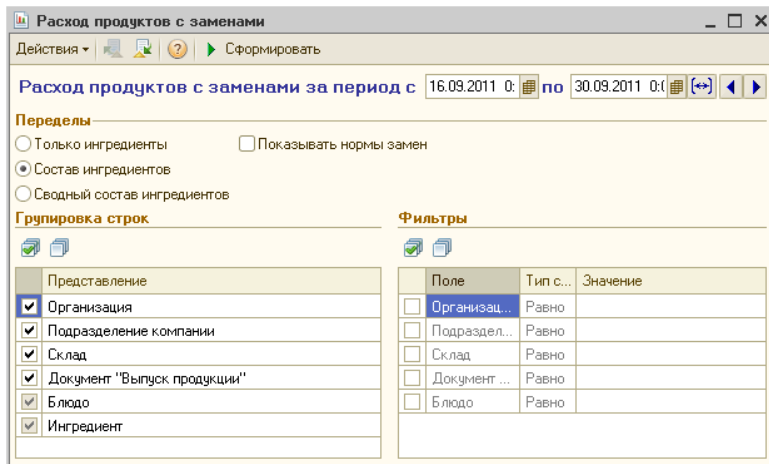 Расход продуктов с заменами
Действия Сформировать
Расход продуктов с заменами за период с 16.09.2011 0: по 30.09.2011 0:(
Переделы
Только ингредиенты Показывать нормы замен
Состав ингредиентов
Сводный состав ингредиентов
Групировка строк Фильтры
Представление Поле Тип с... Значение
Организация Организац... Равно
Подразделение компании Подраздел... Равно
Склад Склад Равно
Документ "Выпуск продукции" Документ ... Равно
Блюдо Блюдо Равно
Ингредиент